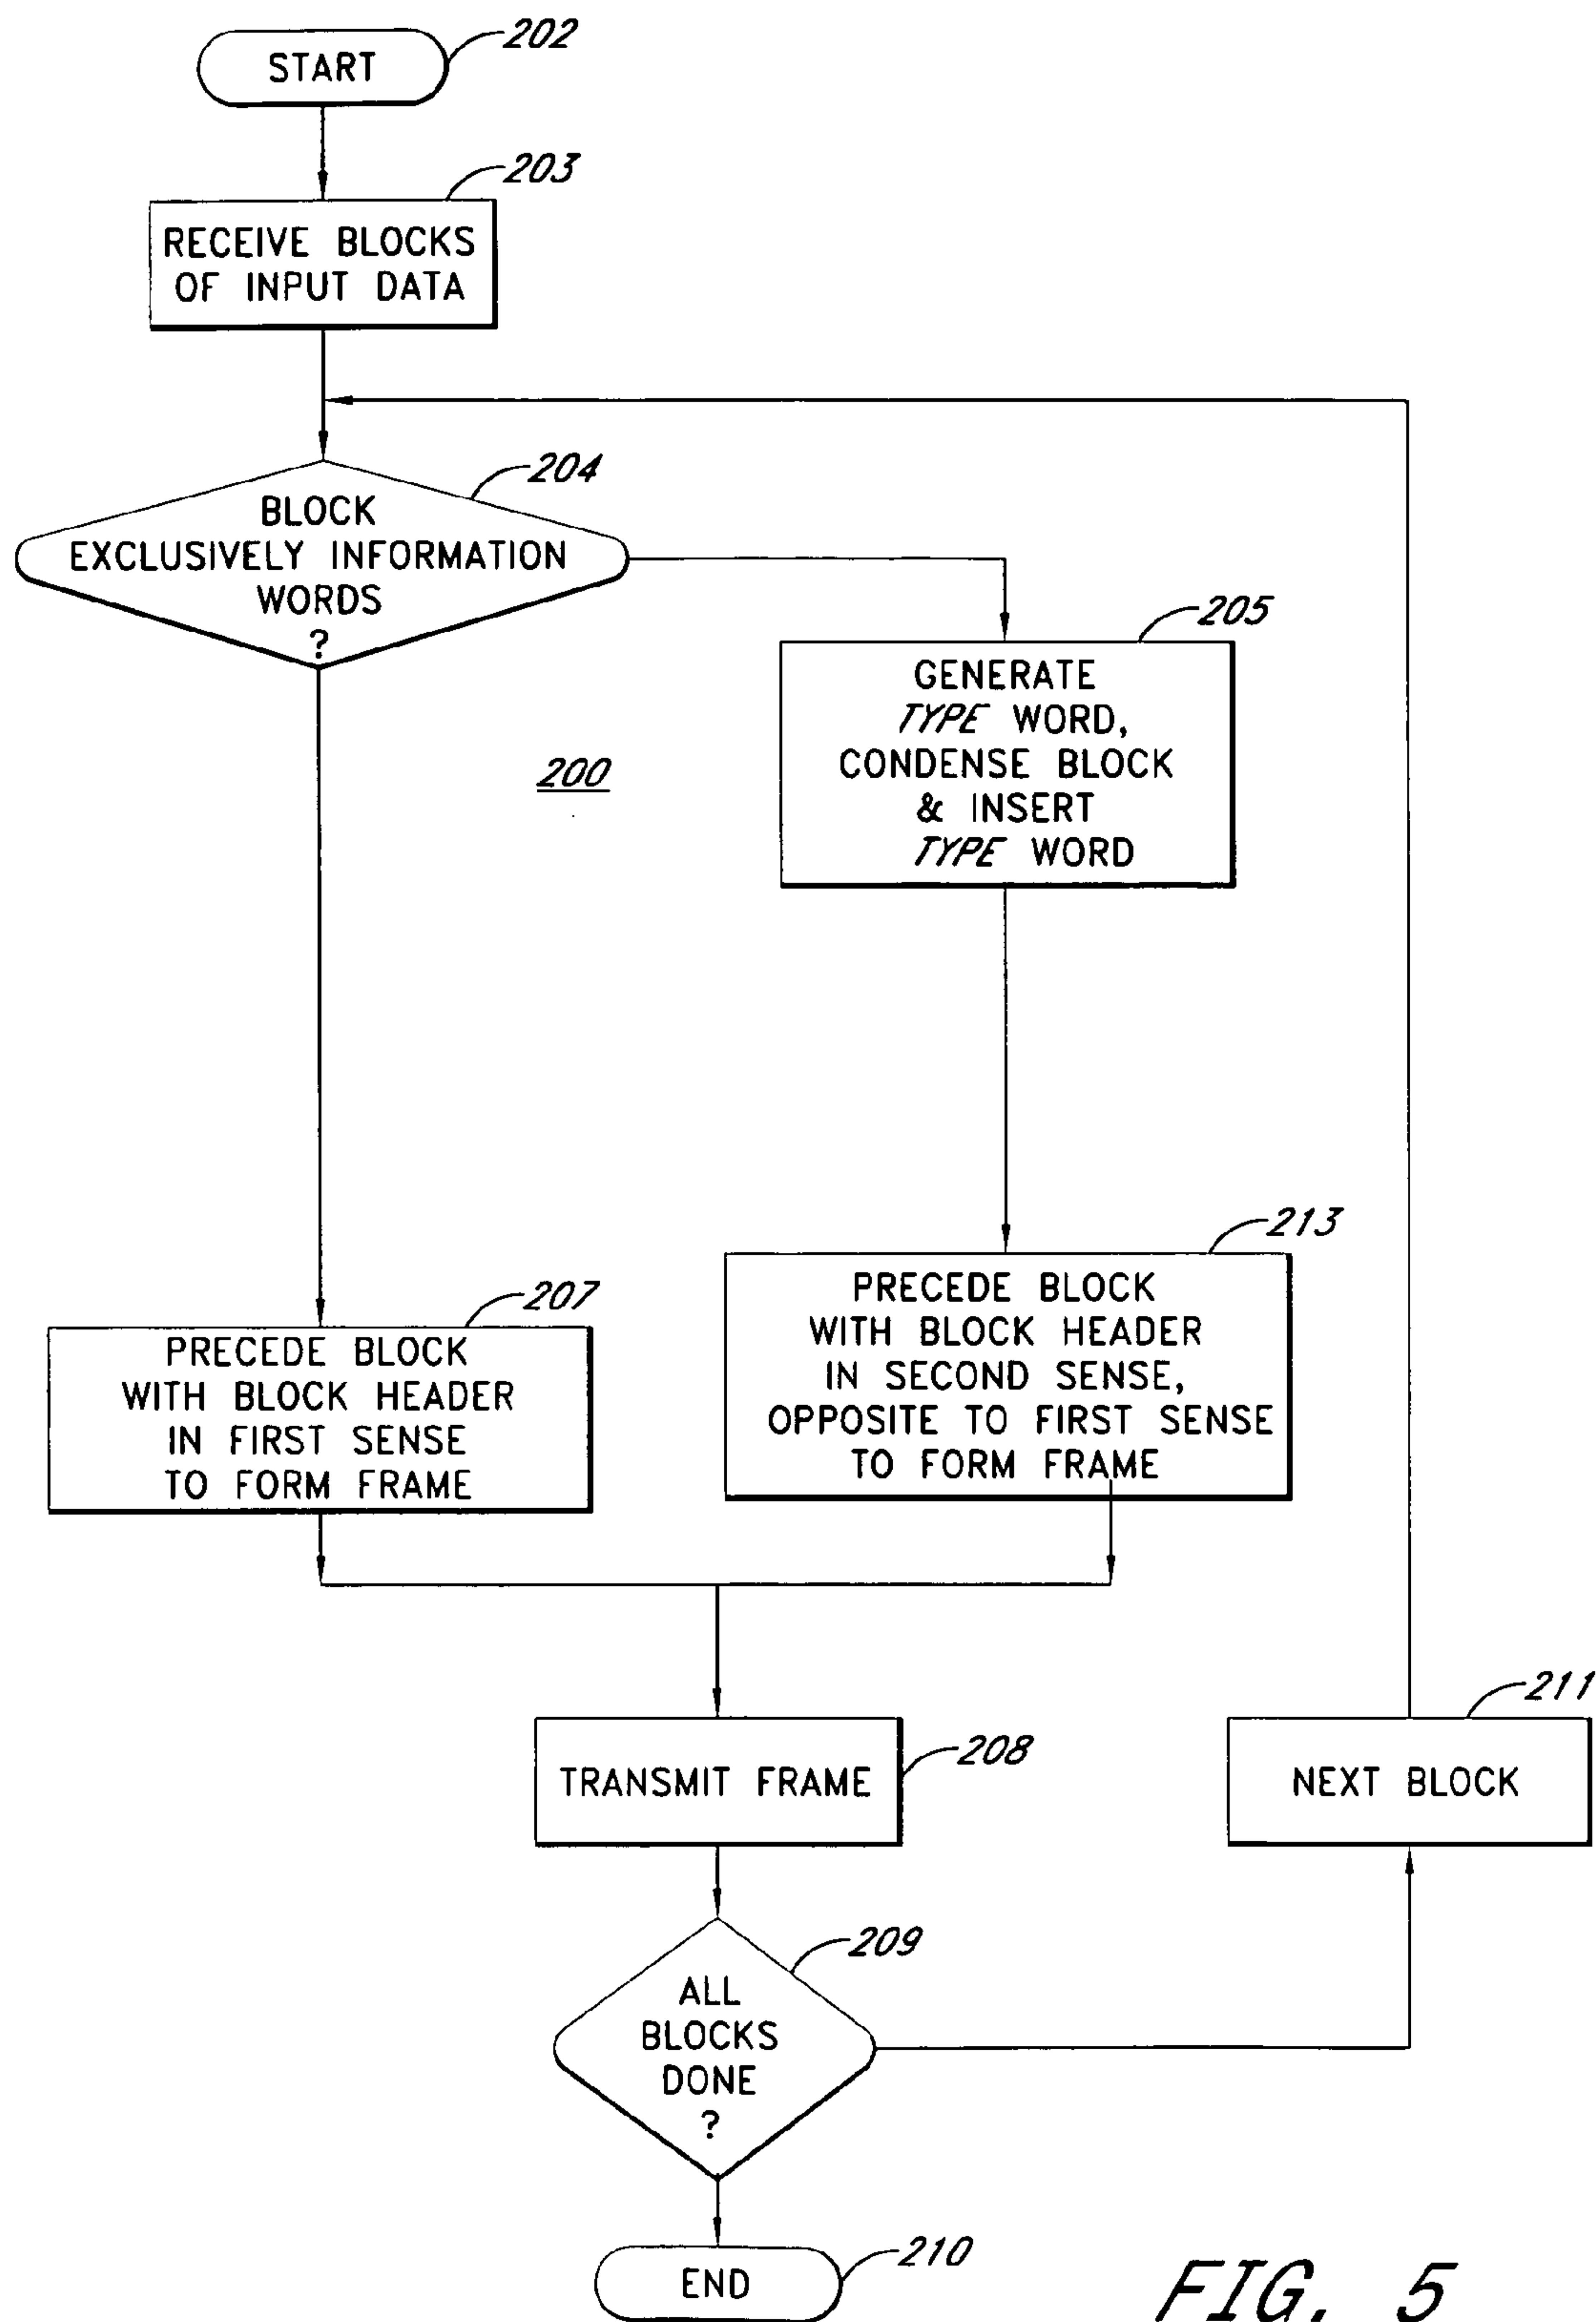 START
202
RECEIVE BLOCKS
OF INPUT DATA
203
BLOCK
EXCLUSIVELY INFORMATION
WORDS
?
204
GENERATE
TYPE WORD,
CONDENSE BLOCK
& INSERT
TYPE WORD
205
200
PRECEDE BLOCK
WITH BLOCK HEADER
IN FIRST SENSE
TO FORM FRAME
207
PRECEDE BLOCK
WITH BLOCK HEADER
IN SECOND SENSE,
OPPOSITE TO FIRST SENSE
TO FORM FRAME
213
TRANSMIT FRAME
208
NEXT BLOCK
211
ALL
BLOCKS
DONE
?
209
END
210
FIG. 5